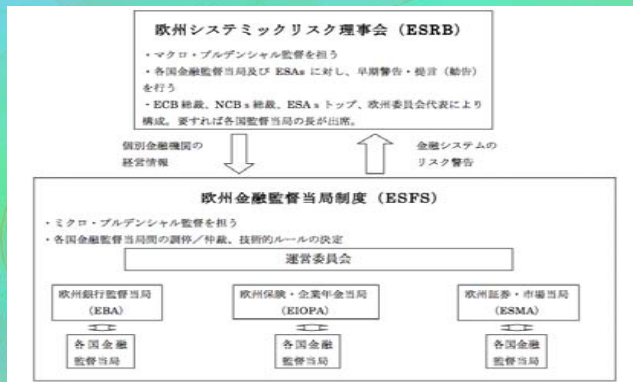 欧州システミックリスク理事会（ESRB）
・マクロ・プルデンシャル監督を担う
・各国金融監督当局及び ESAs に対し、早期警告・提言（勧告）
を行う
・ECB 総裁、NCBｓ総裁、ESAｓトップ、欧州委員会代表により
構成。要すれば各国監督当局の長が出席。
個別金融機関の
経営情報
金融システムの
リスク警告
欧州金融監督当局制度（ESFS）
・ミクロ・プルデンシャル監督を担う
・各国金融監督当局間の調停／仲裁、技術的ルールの決定
運営委員会
欧州銀行監督当局
（EBA）
欧州保険・企業年金当局
（EIOPA）
欧州証券・市場当局
（ESMA）
各国金融
監督当局
各国金融
監督当局
各国金融
監督当局